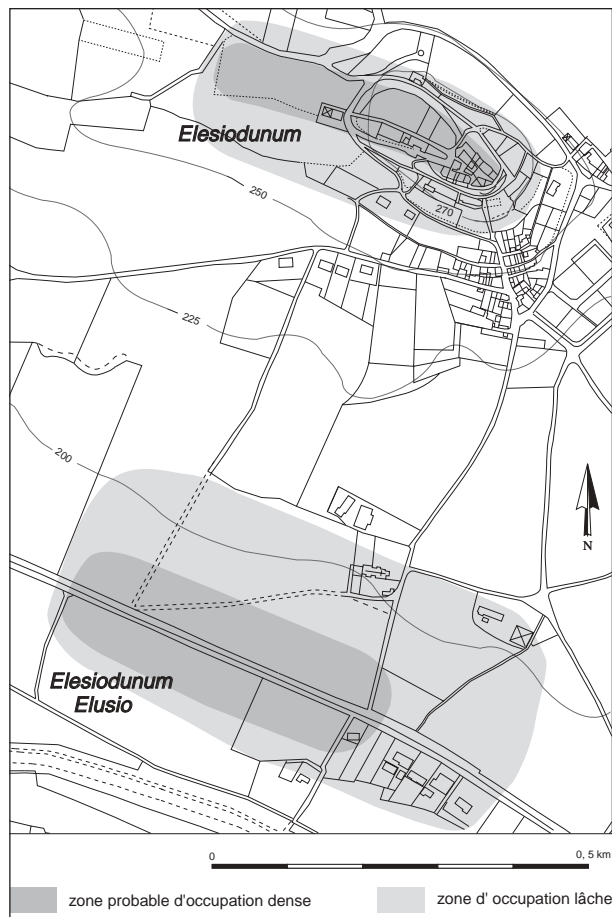 Elesiodunum
250
270
225
200
N
Elesiodunum
Elusio
0
0, 5 km
zone probable d'occupation dense
zone d' occupation lâche